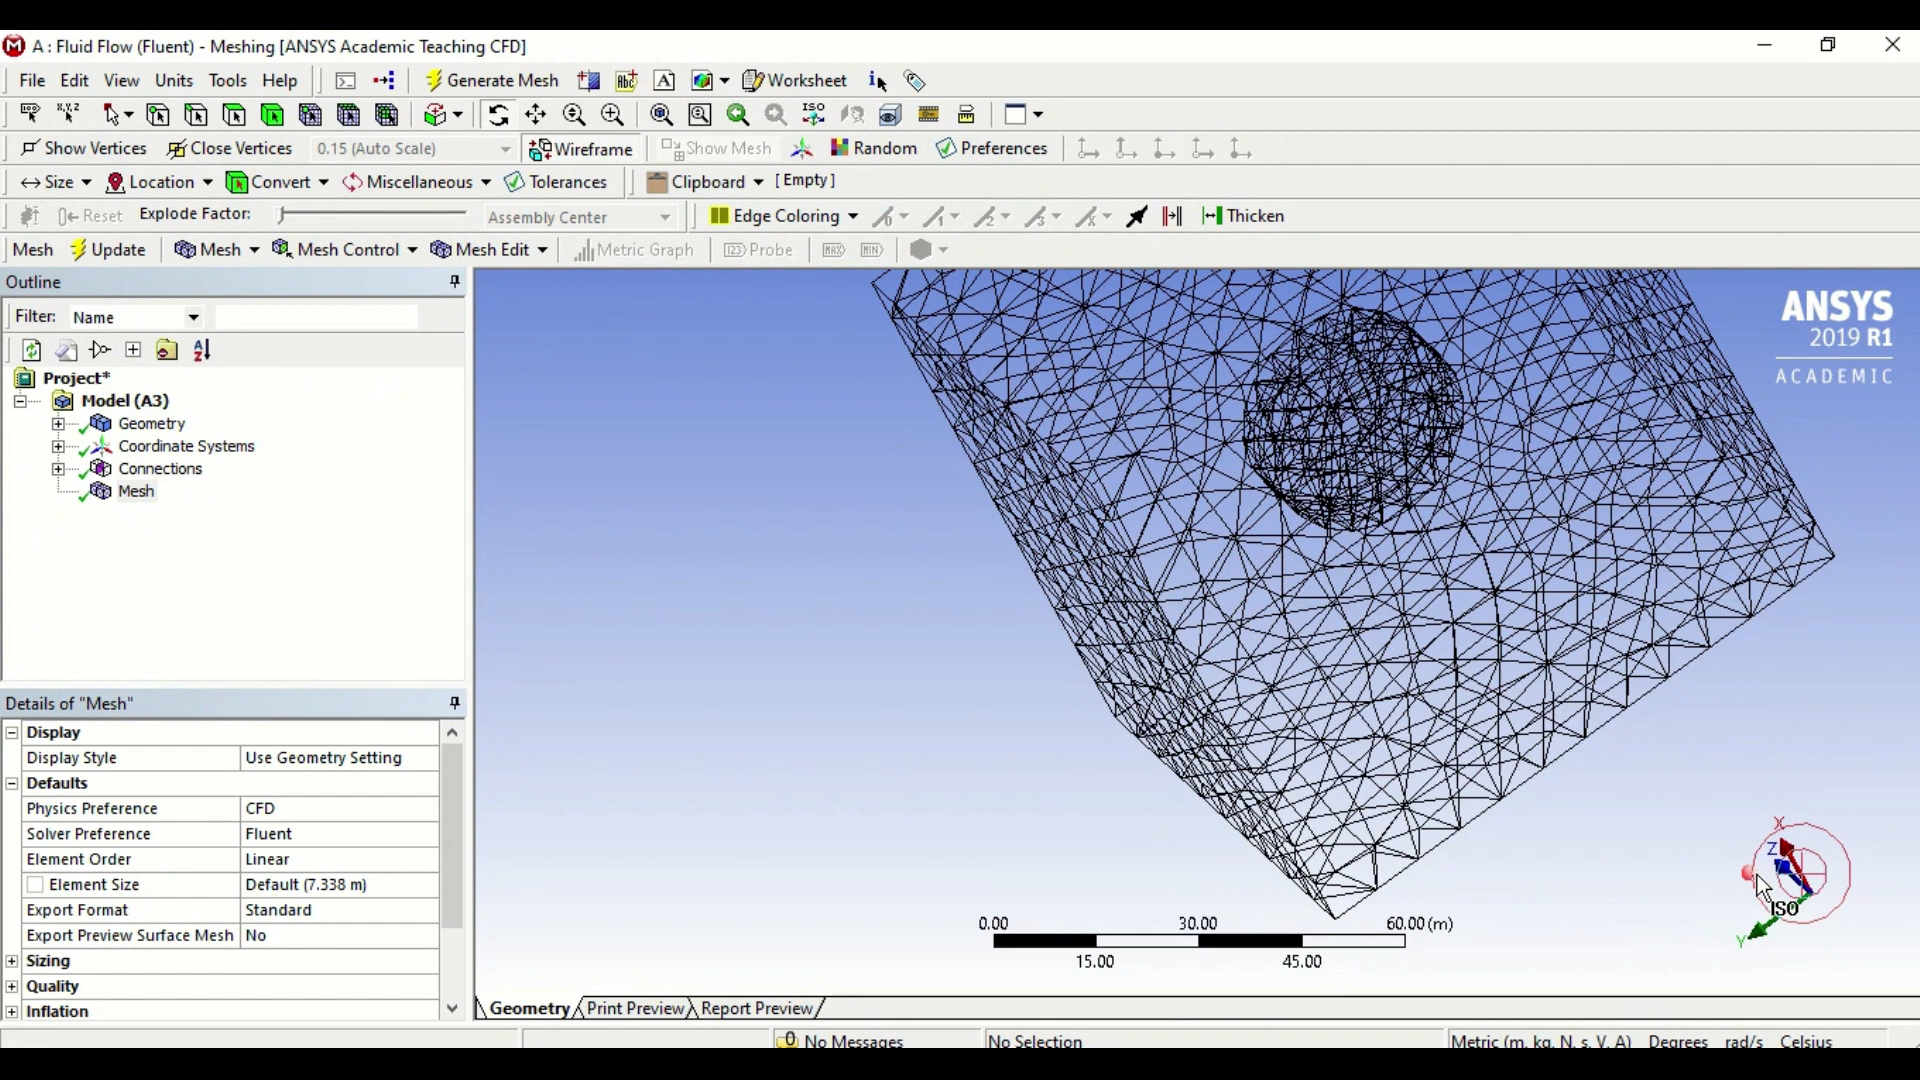 A : Fluid Flow (Fluent) - Meshing [ANSYS Academic Teaching CFD]
File Edit View Units Tools Help Generate Mesh Abc A Worksheet i
X,Y,Z ISO
Show Vertices Close Vertices 0.15 (Auto Scale) Wireframe Show Mesh Random Preferences
Size Location Convert Miscellaneous Tolerances Clipboard [ Empty ]
Reset Explode Factor: Assembly Center Edge Coloring Thicken
Mesh Update Mesh Mesh Control Mesh Edit Metric Graph Probe MAX MIN
Outline
Filter: Name
Project*
Model (A3)
Geometry
Coordinate Systems
Connections
Mesh
Details of "Mesh"
Display
Display Style Use Geometry Setting
Defaults
Physics Preference CFD
Solver Preference Fluent
Element Order Linear
Element Size Default (7.338 m)
Export Format Standard
Export Preview Surface Mesh No
Sizing
Quality
Inflation
ANSYS
2019 R1
ACADEMIC
X
Z
ISO
Y
0.00 30.00 60.00 (m)
15.00 45.00
Geometry Print Preview Report Preview
0 No Messages No Selection Metric (m, kg, N, s, V, A) Degrees rad/s Celsius